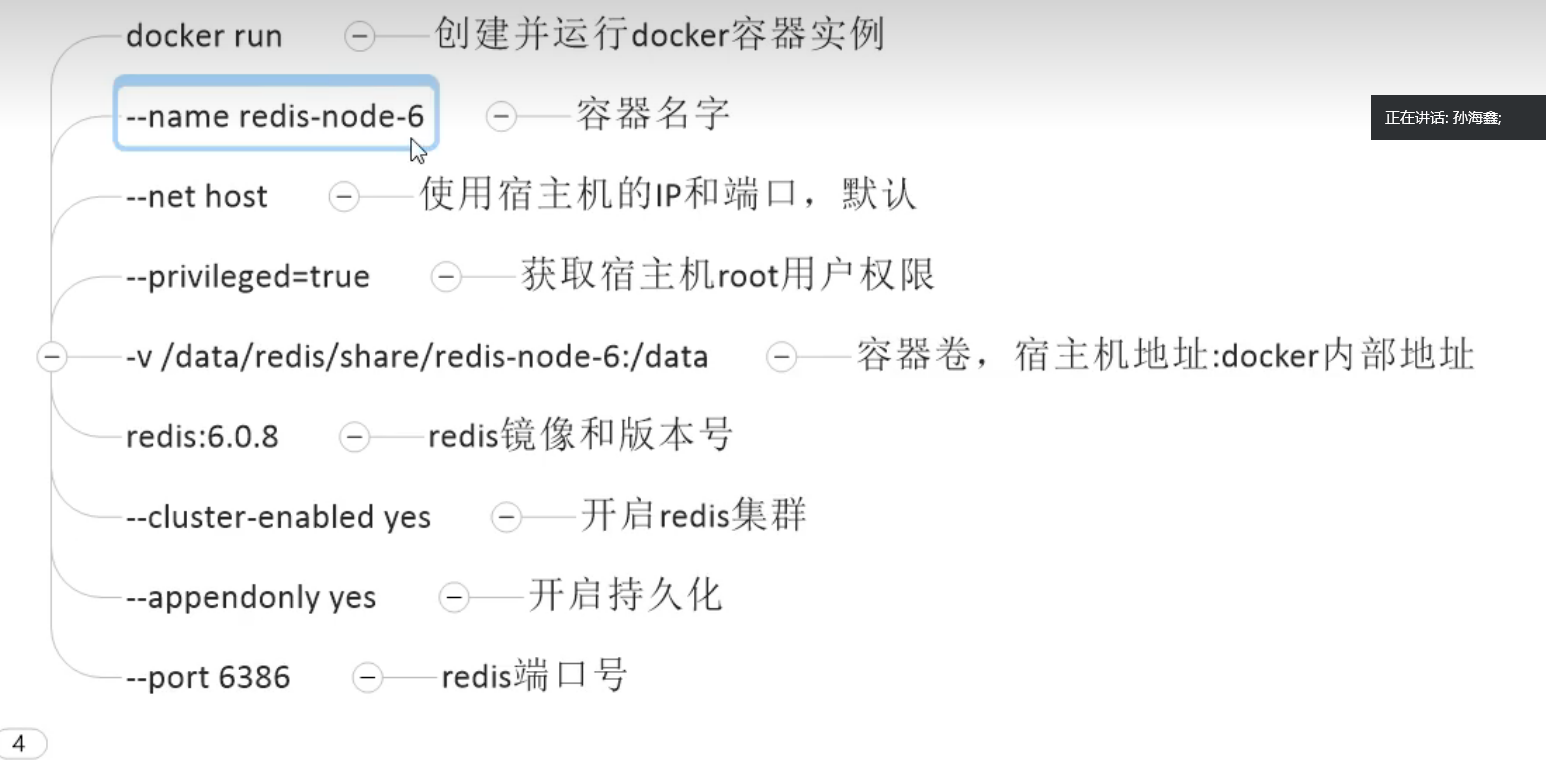 docker run 创建并运行docker容器实例
--name redis-node-6 容器名字
正在讲话: 孙海鑫;
--net host 使用宿主机的IP和端口，默认
--privileged=true 获取宿主机root用户权限
-v /data/redis/share/redis-node-6:/data 容器卷，宿主机地址:docker内部地址
redis:6.0.8 redis镜像和版本号
--cluster-enabled yes 开启redis集群
--appendonly yes 开启持久化
--port 6386 redis端口号
4